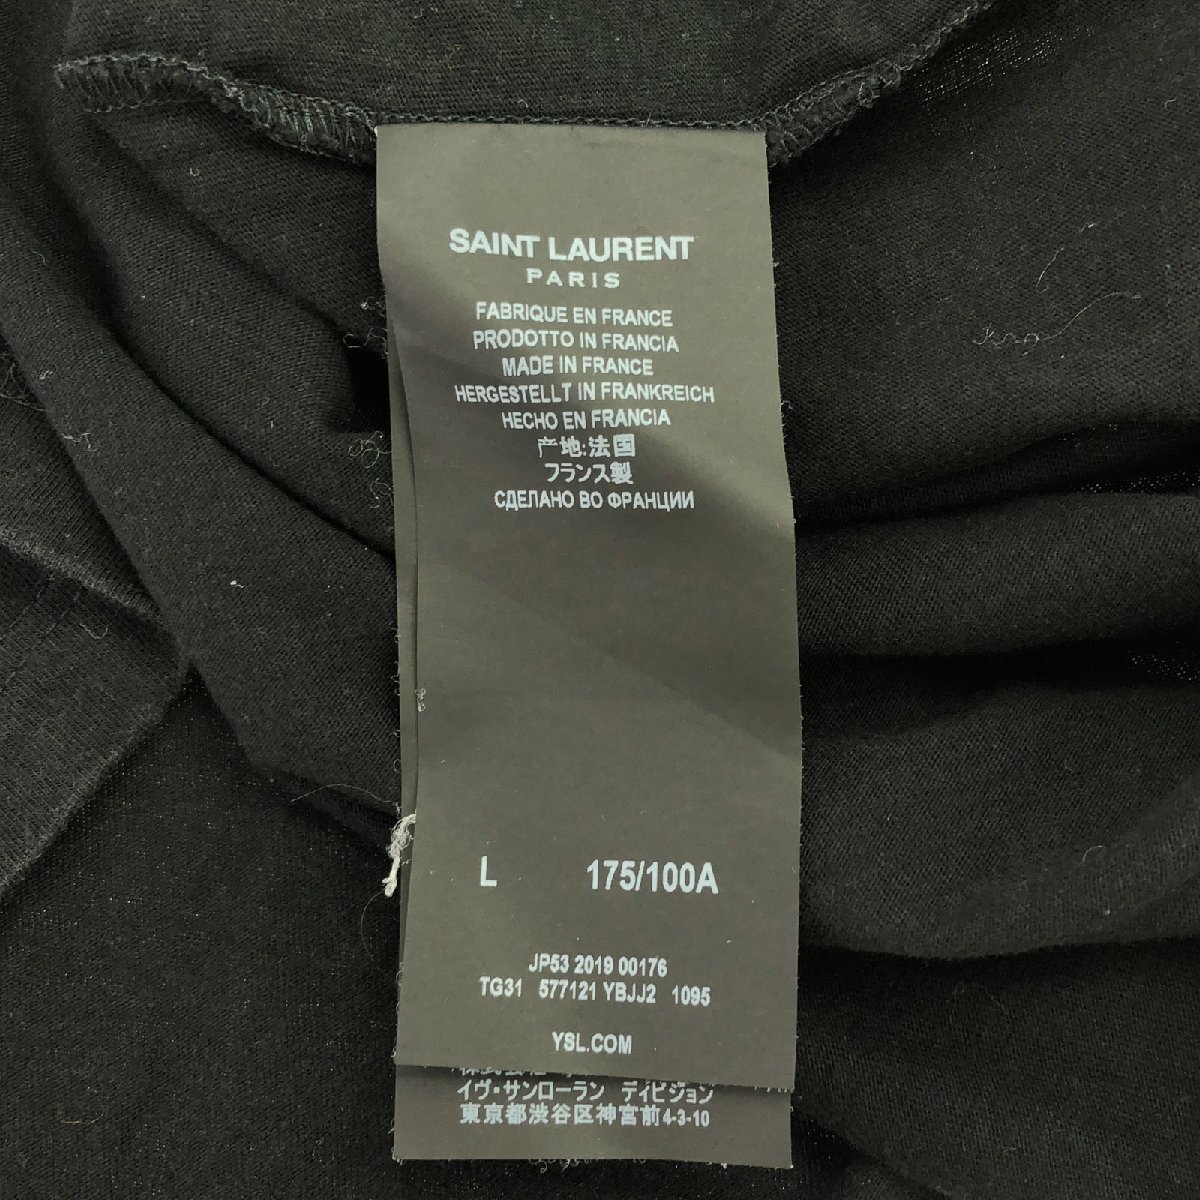 SAINT LAURENT
PARIS
FABRIQUE EN FRANCE
PRODOTTO IN FRANCIA
MADE IN FRANCE
HERGESTELLT IN FRANKREICH
HECHO EN FRANCIA
产地:法国
フランス製
СДЕЛАНО ВО ФРАНЦИИ
L 175/100A
JP53 2019 00176
TG31 577121 YBJJ2 1095
YSL.COM
イヴ・サンローラン ディビジョン
東京都渋谷区神宮前4-3-10